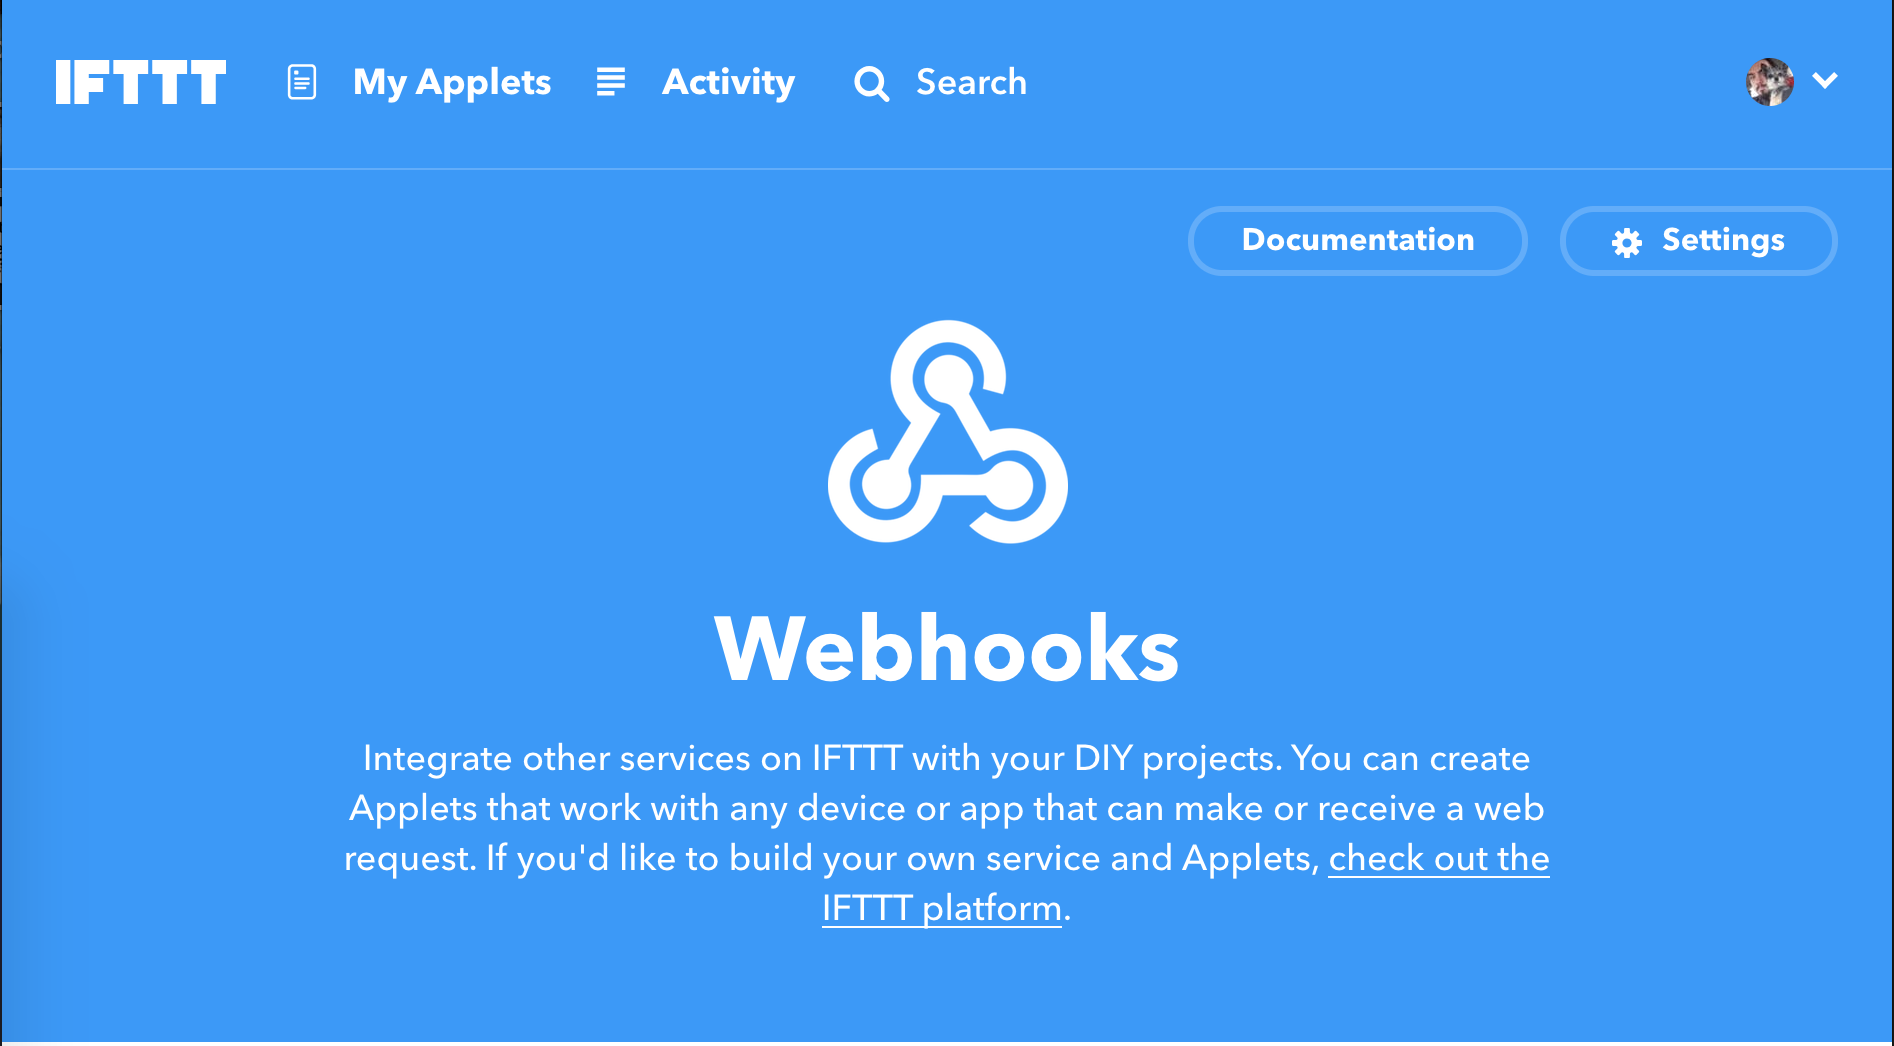 IFTTT My Applets Activity Search
Documentation Settings
Webhooks
Integrate other services on IFTTT with your DIY projects. You can create
Applets that work with any device or app that can make or receive a web
request. If you'd like to build your own service and Applets, check out the
IFTTT platform.